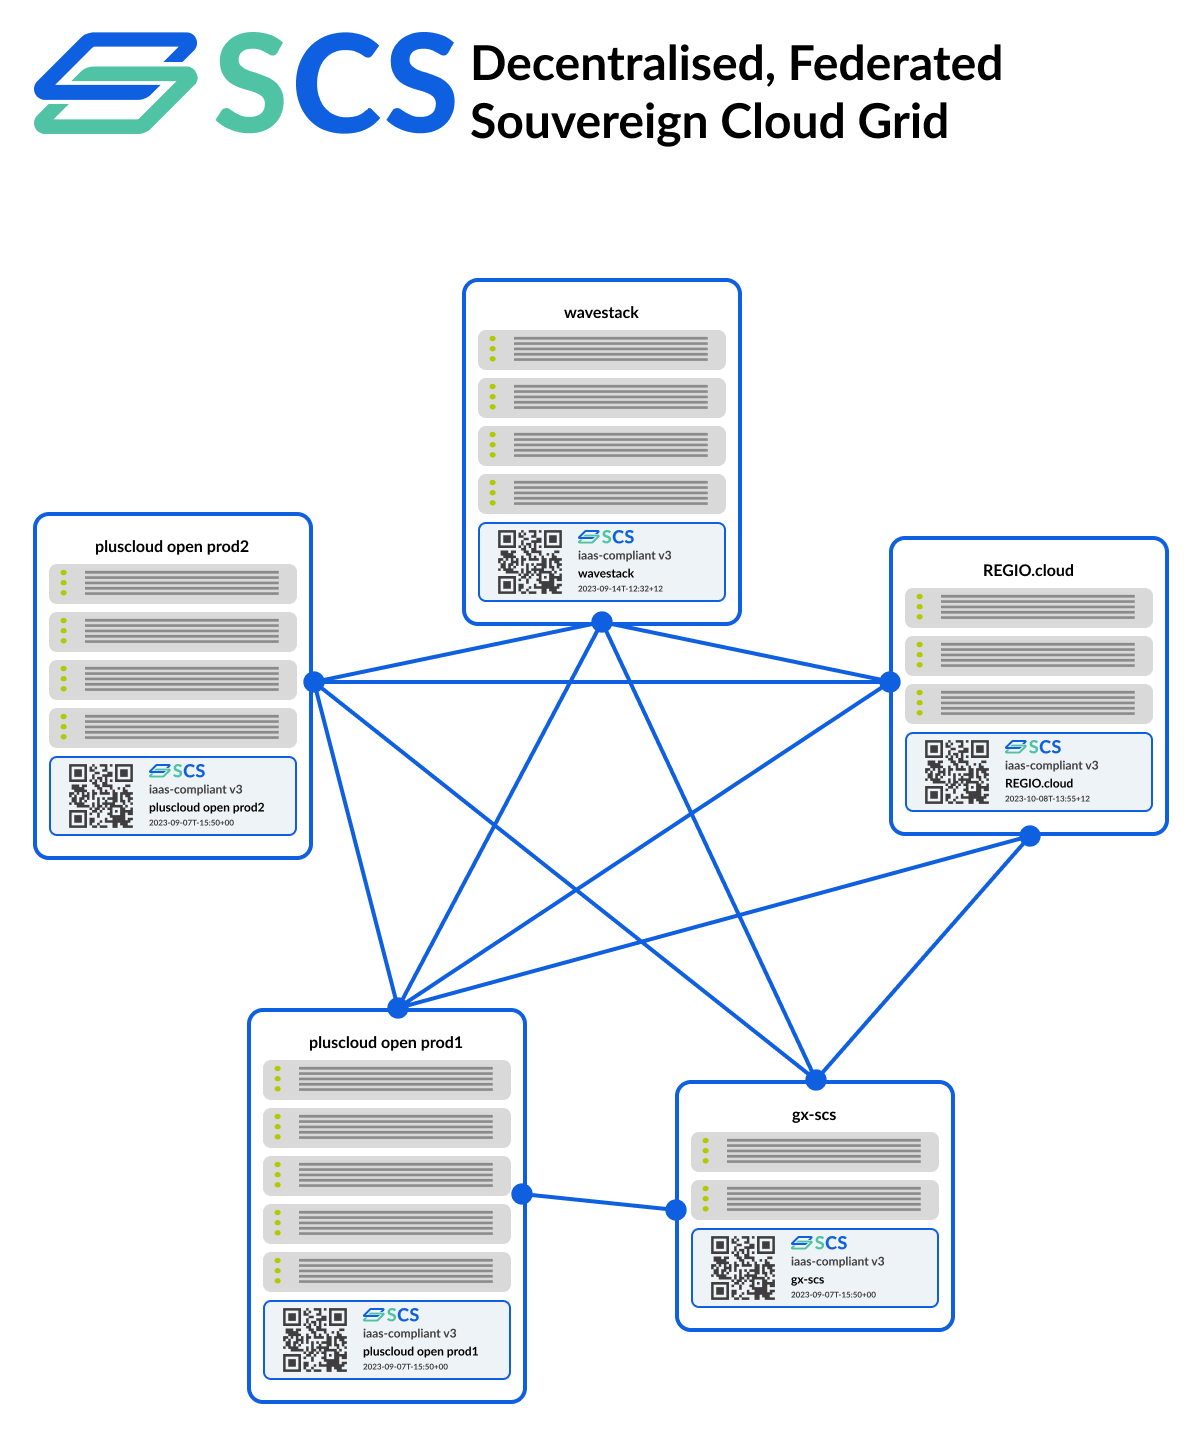 SCS
Decentralised, Federated
Souvereign Cloud Grid
wavestack
SCS
iaas-compliant v3
wavestack
2023-09-14T-12:32+12
pluscloud open prod2
SCS
iaas-compliant v3
pluscloud open prod2
2023-09-07T-15:50+00
REGIO.cloud
SCS
iaas-compliant v3
REGIO.cloud
2023-10-08T-13:55+12
pluscloud open prod1
SCS
iaas-compliant v3
pluscloud open prod1
2023-09-07T-15:50+00
gx-scs
SCS
iaas-compliant v3
gx-scs
2023-09-07T-15:50+00